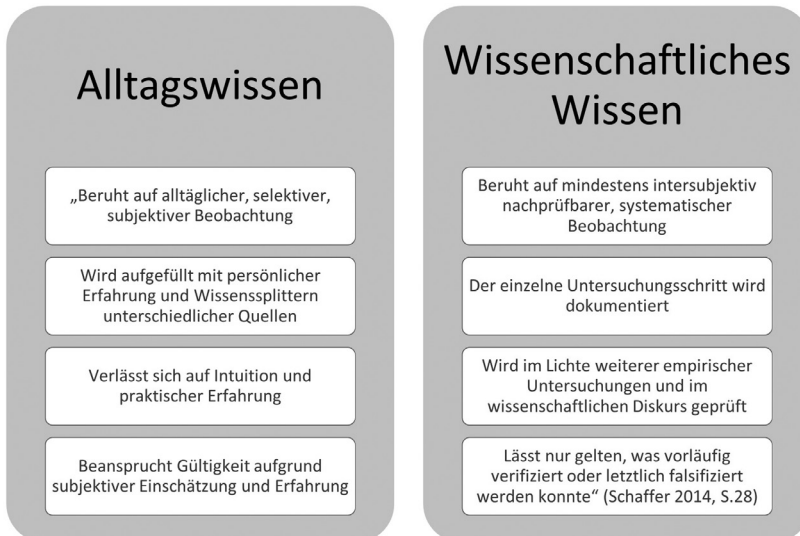 Alltagswissen
„Beruht auf alltäglicher, selektiver,
subjektiver Beobachtung
Wird aufgefüllt mit persönlicher
Erfahrung und Wissenssplittern
unterschiedlicher Quellen
Verlässt sich auf Intuition und
praktischer Erfahrung
Beansprucht Gültigkeit aufgrund
subjektiver Einschätzung und Erfahrung
Wissenschaftliches
Wissen
Beruht auf mindestens intersubjektiv
nachprüfbarer, systematischer
Beobachtung
Der einzelne Untersuchungsschritt wird
dokumentiert
Wird im Lichte weiterer empirischer
Untersuchungen und im
wissenschaftlichen Diskurs geprüft
Lässt nur gelten, was vorläufig
verifiziert oder letztlich falsifiziert
werden konnte“ (Schaffer 2014, S.28)